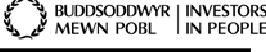 BUDDSODDWYR | INVESTORS
MEWN POBL | IN PEOPLE